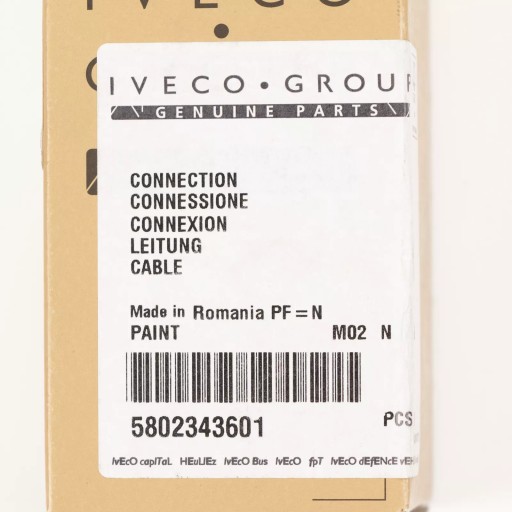 IVECO
IVECO • GROUP
GENUINE PARTS
CONNECTION
CONNESSIONE
CONNEXION
LEITUNG
CABLE
Made in Romania PF = N
PAINT M02 N
5802343601
PCS
IVECO capITaL HEuLIEz IVECO Bus IVECO fpT IVECO dEfENcE